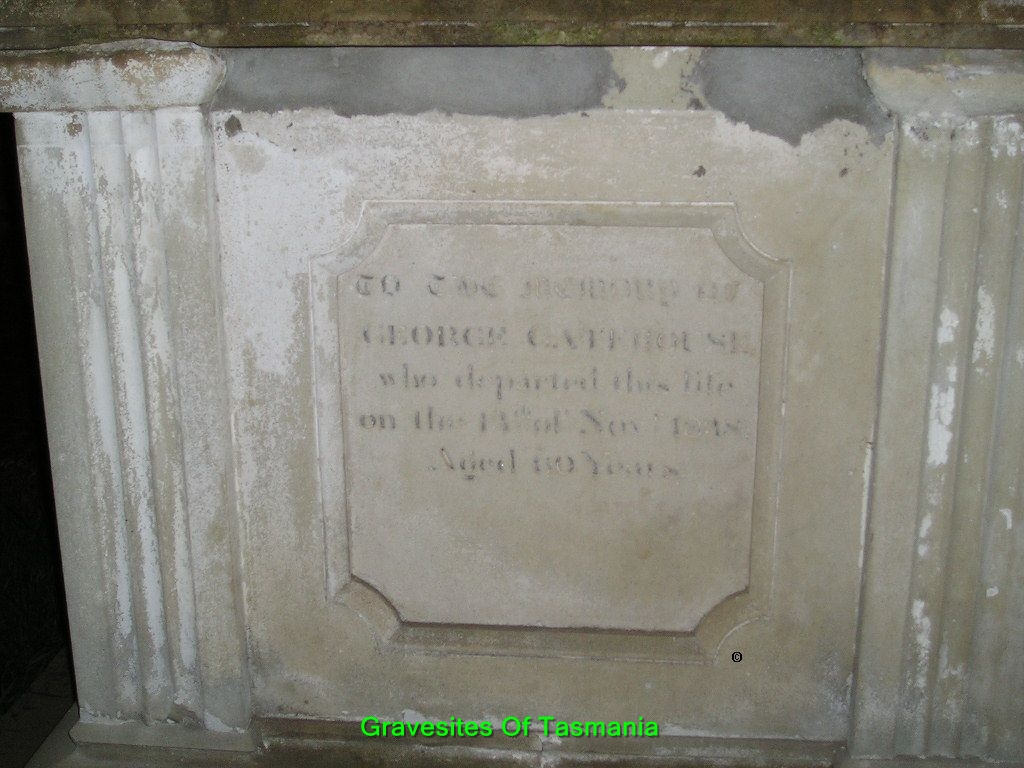 TO THE memory of
GEORGE GATEHOUSE
who departed this life
on the of Nov.r 1838
Aged 60 Years
©
Gravesites Of Tasmania